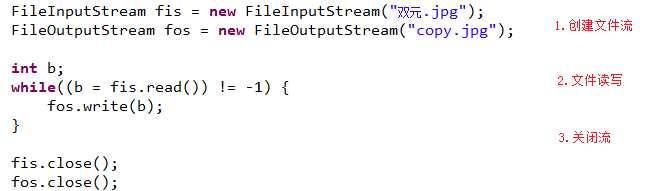 FileInputStream fis = new FileInputStream("双元.jpg");
FileOutputStream fos = new FileOutputStream("copy.jpg");
1.创建文件流
int b;
while((b = fis.read()) != -1) {
fos.write(b);
}
2.文件读写
fis.close();
fos.close();
3.关闭流